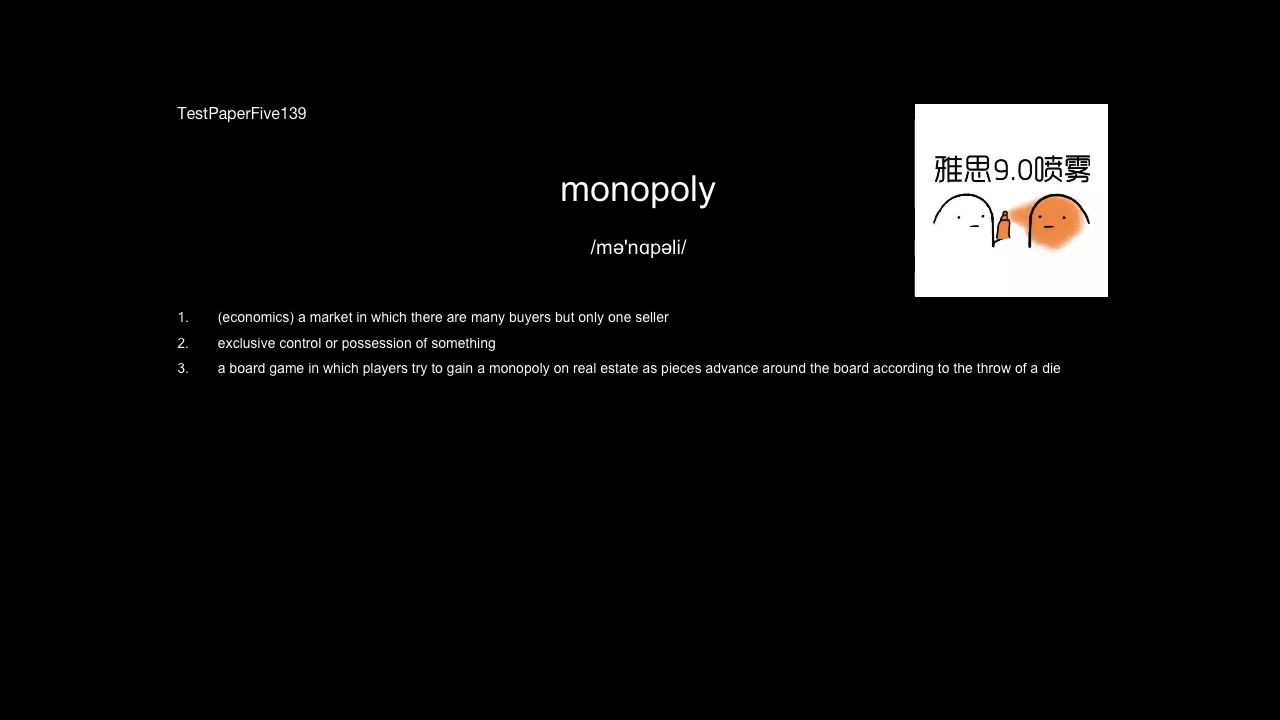 TestPaperFive139
雅思9.0喷雾
monopoly
/mə'nɑpəli/
1. (economics) a market in which there are many buyers but only one seller
2. exclusive control or possession of something
3. a board game in which players try to gain a monopoly on real estate as pieces advance around the board according to the throw of a die